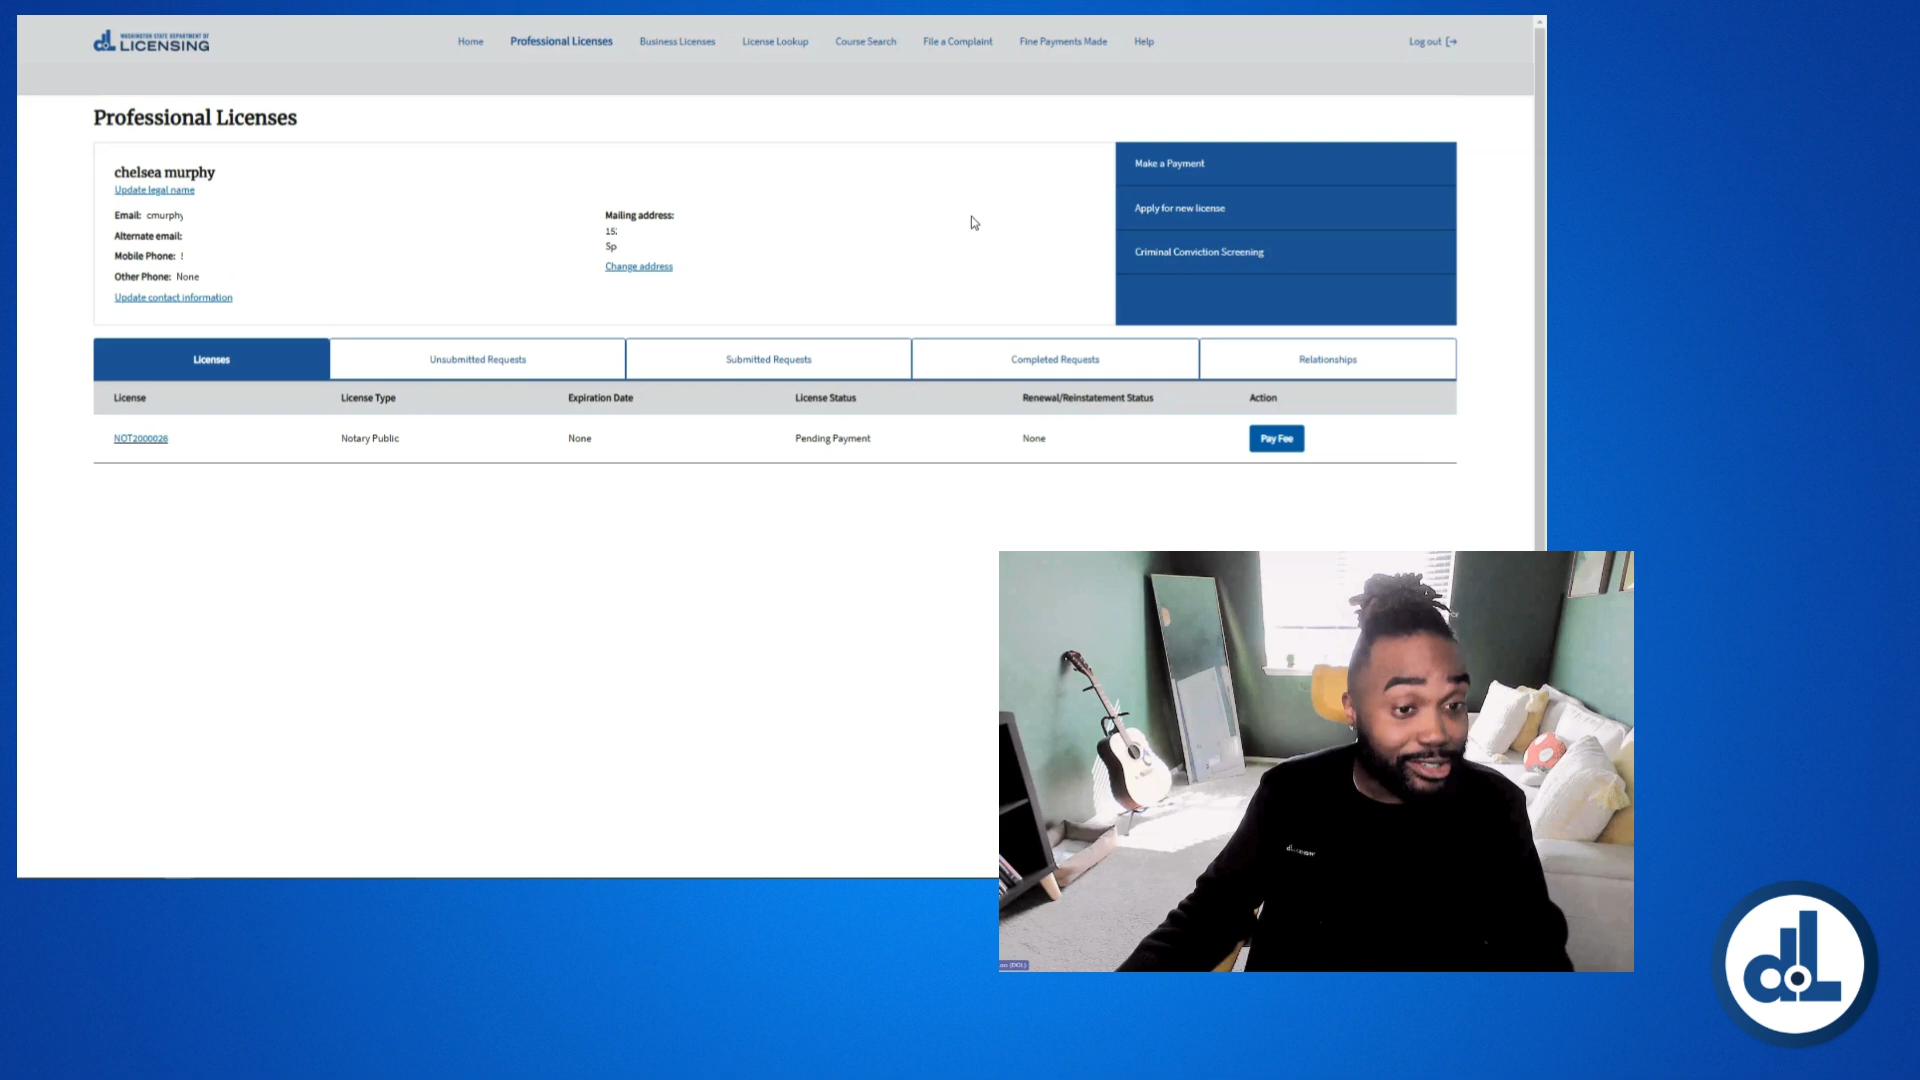 WASHINGTON STATE DEPARTMENT OF
LICENSING
Home
Professional Licenses
Business Licenses
License Lookup
Course Search
File a Complaint
Fine Payments Made
Help
Log out
Professional Licenses
chelsea murphy
Update legal name
Email: cmurphy
Alternate email:
Mobile Phone:
Other Phone: None
Update contact information
Mailing address:
15
Sp
Change address
Make a Payment
Apply for new license
Criminal Conviction Screening
Licenses
Unsubmitted Requests
Submitted Requests
Completed Requests
Relationships
License
License Type
Expiration Date
License Status
Renewal/Reinstatement Status
Action
NOT2000026
Notary Public
None
Pending Payment
None
Pay Fee
(DOL)
dol